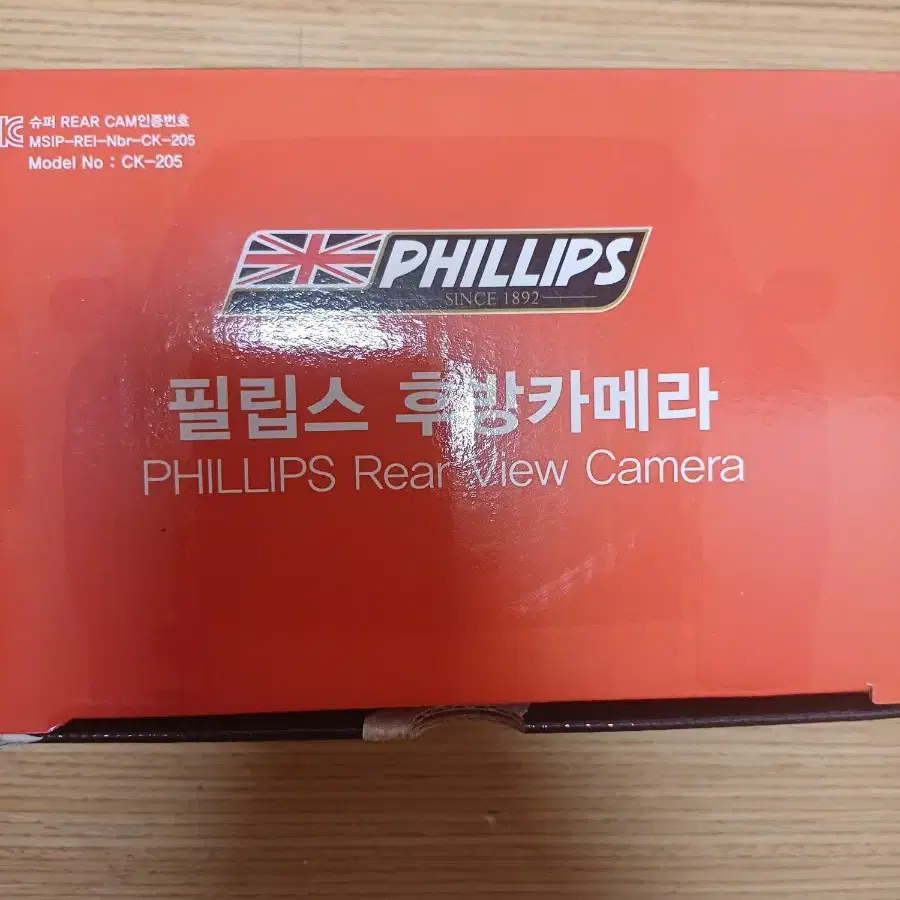 슈퍼 REAR CAM인증번호
MSIP-REI-Nbr-CK-205
Model No : CK-205
PHILLIPS
SINCE 1892
필립스 후방카메라
PHILLIPS Rear View Camera